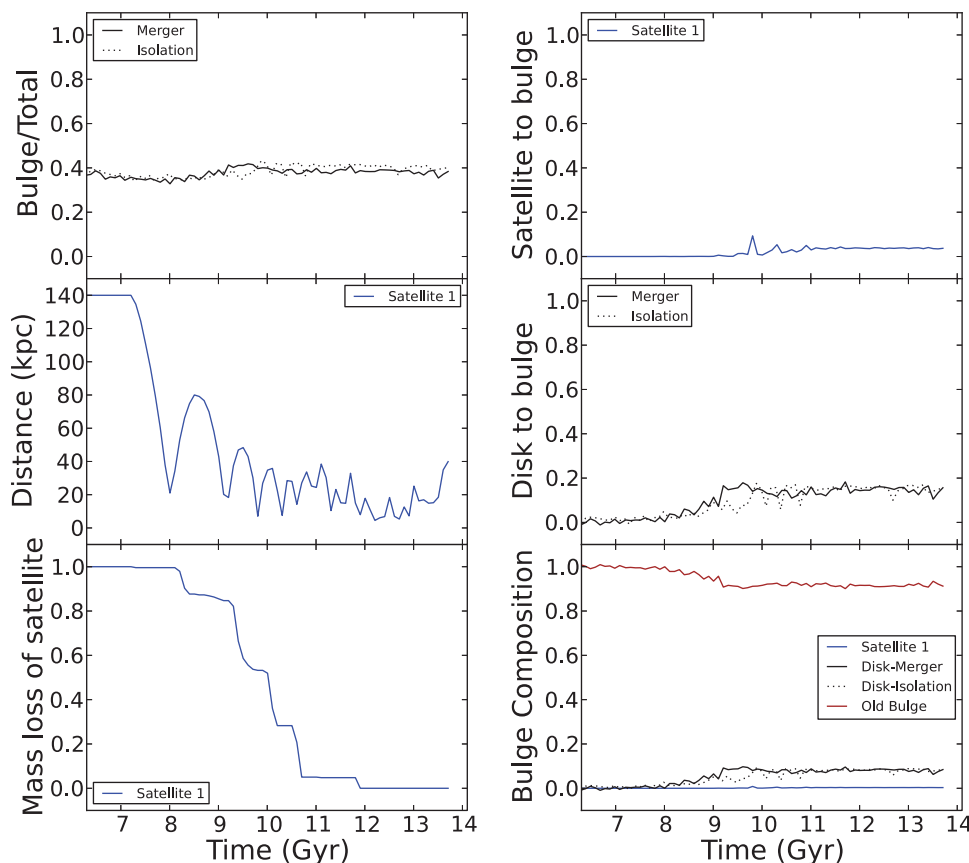 Bulge/Total
1.0
0.8
0.6
0.4
0.2
0.0
Merger
Isolation
Satellite to bulge
1.0
0.8
0.6
0.4
0.2
0.0
Satellite 1
Distance (kpc)
140
120
100
80
60
40
20
0
Satellite 1
Disk to bulge
1.0
0.8
0.6
0.4
0.2
0.0
Merger
Isolation
Mass loss of satellite
1.0
0.8
0.6
0.4
0.2
0.0
Satellite 1
7 8 9 10 11 12 13 14
Time (Gyr)
Bulge Composition
1.0
0.8
0.6
0.4
0.2
0.0
Satellite 1
Disk-Merger
Disk-Isolation
Old Bulge
7 8 9 10 11 12 13 14
Time (Gyr)